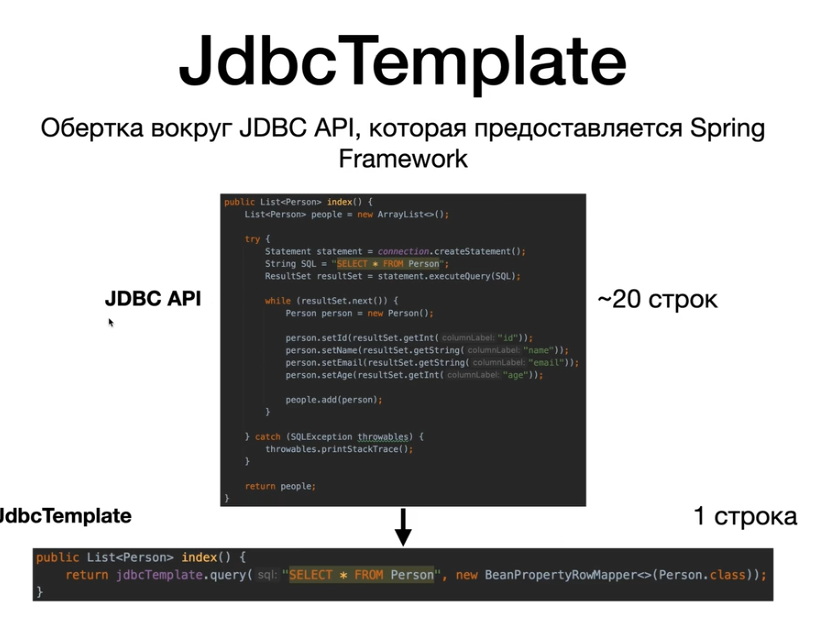 JdbcTemplate
Обертка вокруг JDBC API, которая предоставляется Spring
Framework
public List<Person> index() {
List<Person> people = new ArrayList<>();
try {
Statement statement = connection.createStatement();
String SQL = "SELECT * FROM Person";
ResultSet resultSet = statement.executeQuery(SQL);
JDBC API
while (resultSet.next()) {
~20 строк
Person person = new Person();
person.setId(resultSet.getInt( columnLabel: "id"));
person.setName(resultSet.getString( columnLabel: "name"));
person.setEmail(resultSet.getString( columnLabel: "email"));
person.setAge(resultSet.getInt( columnLabel: "age"));
people.add(person);
}
} catch (SQLException throwables) {
throwables.printStackTrace();
}
return people;
}
JdbcTemplate
1 строка
public List<Person> index() {
return jdbcTemplate.query( sql: "SELECT * FROM Person", new BeanPropertyRowMapper<>(Person.class));
}